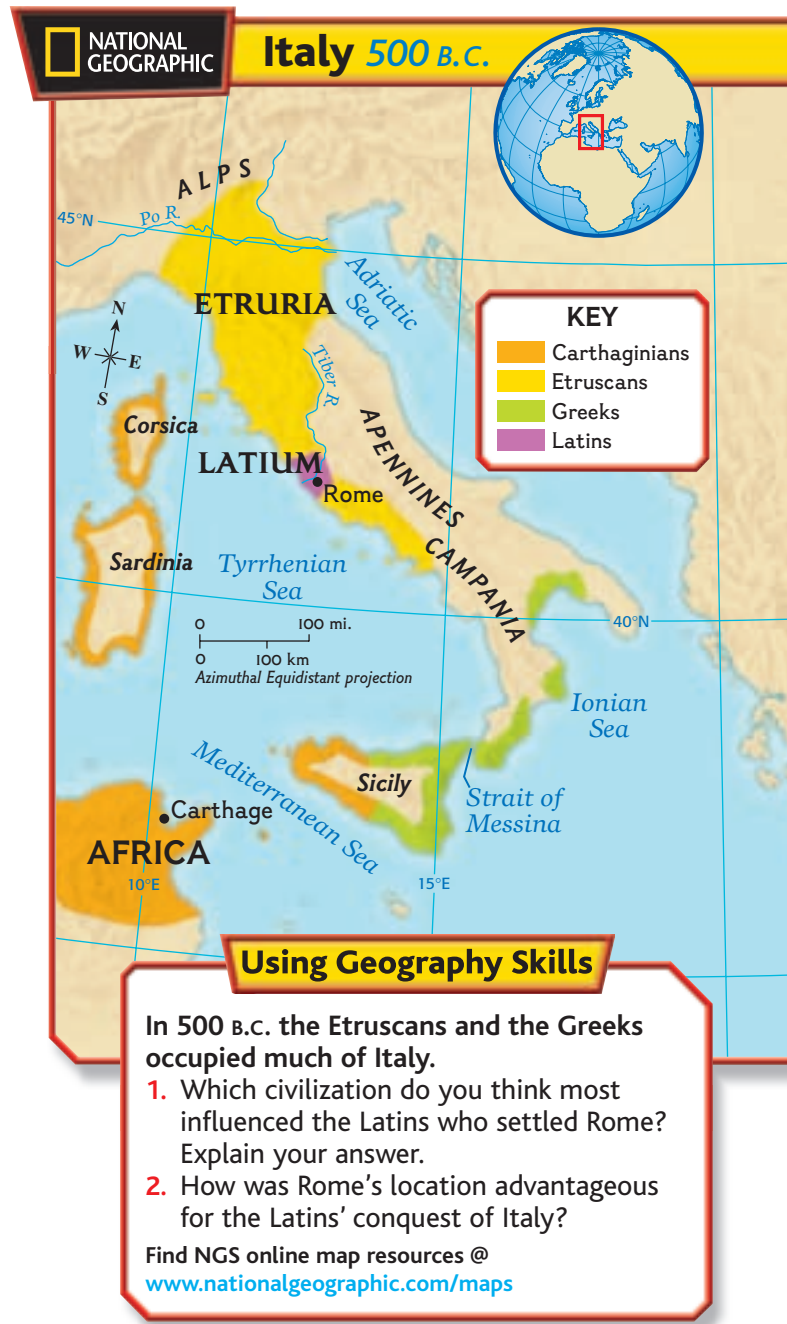 NATIONAL
GEOGRAPHIC
Italy 500 B.C.
ALPS
45°N
Po R.
ETRURIA
Adriatic
Sea
N
W E
S
KEY
Carthaginians
Etruscans
Greeks
Latins
Tiber R.
Corsica
APENNINES
LATIUM
Rome
CAMPANIA
Sardinia
Tyrrhenian
Sea
0 100 mi.
0 100 km
Azimuthal Equidistant projection
40°N
Ionian
Sea
Mediterranean Sea
Sicily
Strait of
Messina
Carthage
AFRICA
10°E
15°E
Using Geography Skills
In 500 B.C. the Etruscans and the Greeks
occupied much of Italy.
1. Which civilization do you think most
influenced the Latins who settled Rome?
Explain your answer.
2. How was Rome's location advantageous
for the Latins' conquest of Italy?
Find NGS online map resources @
www.nationalgeographic.com/maps